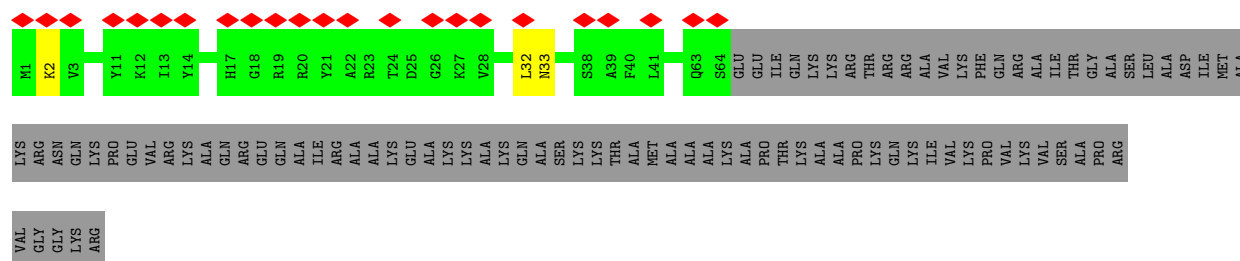 M1 K2 V3 Y11 K12 I13 Y14 H17 G18 R19 R20 Y21 A22 R23 T24 D25 G26 K27 V28 L32 N33 S38 A39 F40 L41 Q63 S64 GLU GLU ILE GLN LYS LYS ARG THR ARG ARG ALA VAL LYS PHE GLN ARG ALA ILE THR GLY ALA SER LEU ALA ASP ILE MET ALA
LYS ARG ASN GLN LYS PRO GLU VAL ARG LYS ALA GLN ARG GLU GLN ALA ILE ARG ALA ALA LYS GLU ALA LYS LYS ALA LYS GLN ALA SER LYS LYS THR ALA MET ALA ALA ALA LYS ALA PRO THR LYS ALA ALA PRO LYS GLN LYS ILE VAL LYS PRO VAL LYS VAL SER ALA PRO ARG
VAL GLY GLY LYS ARG